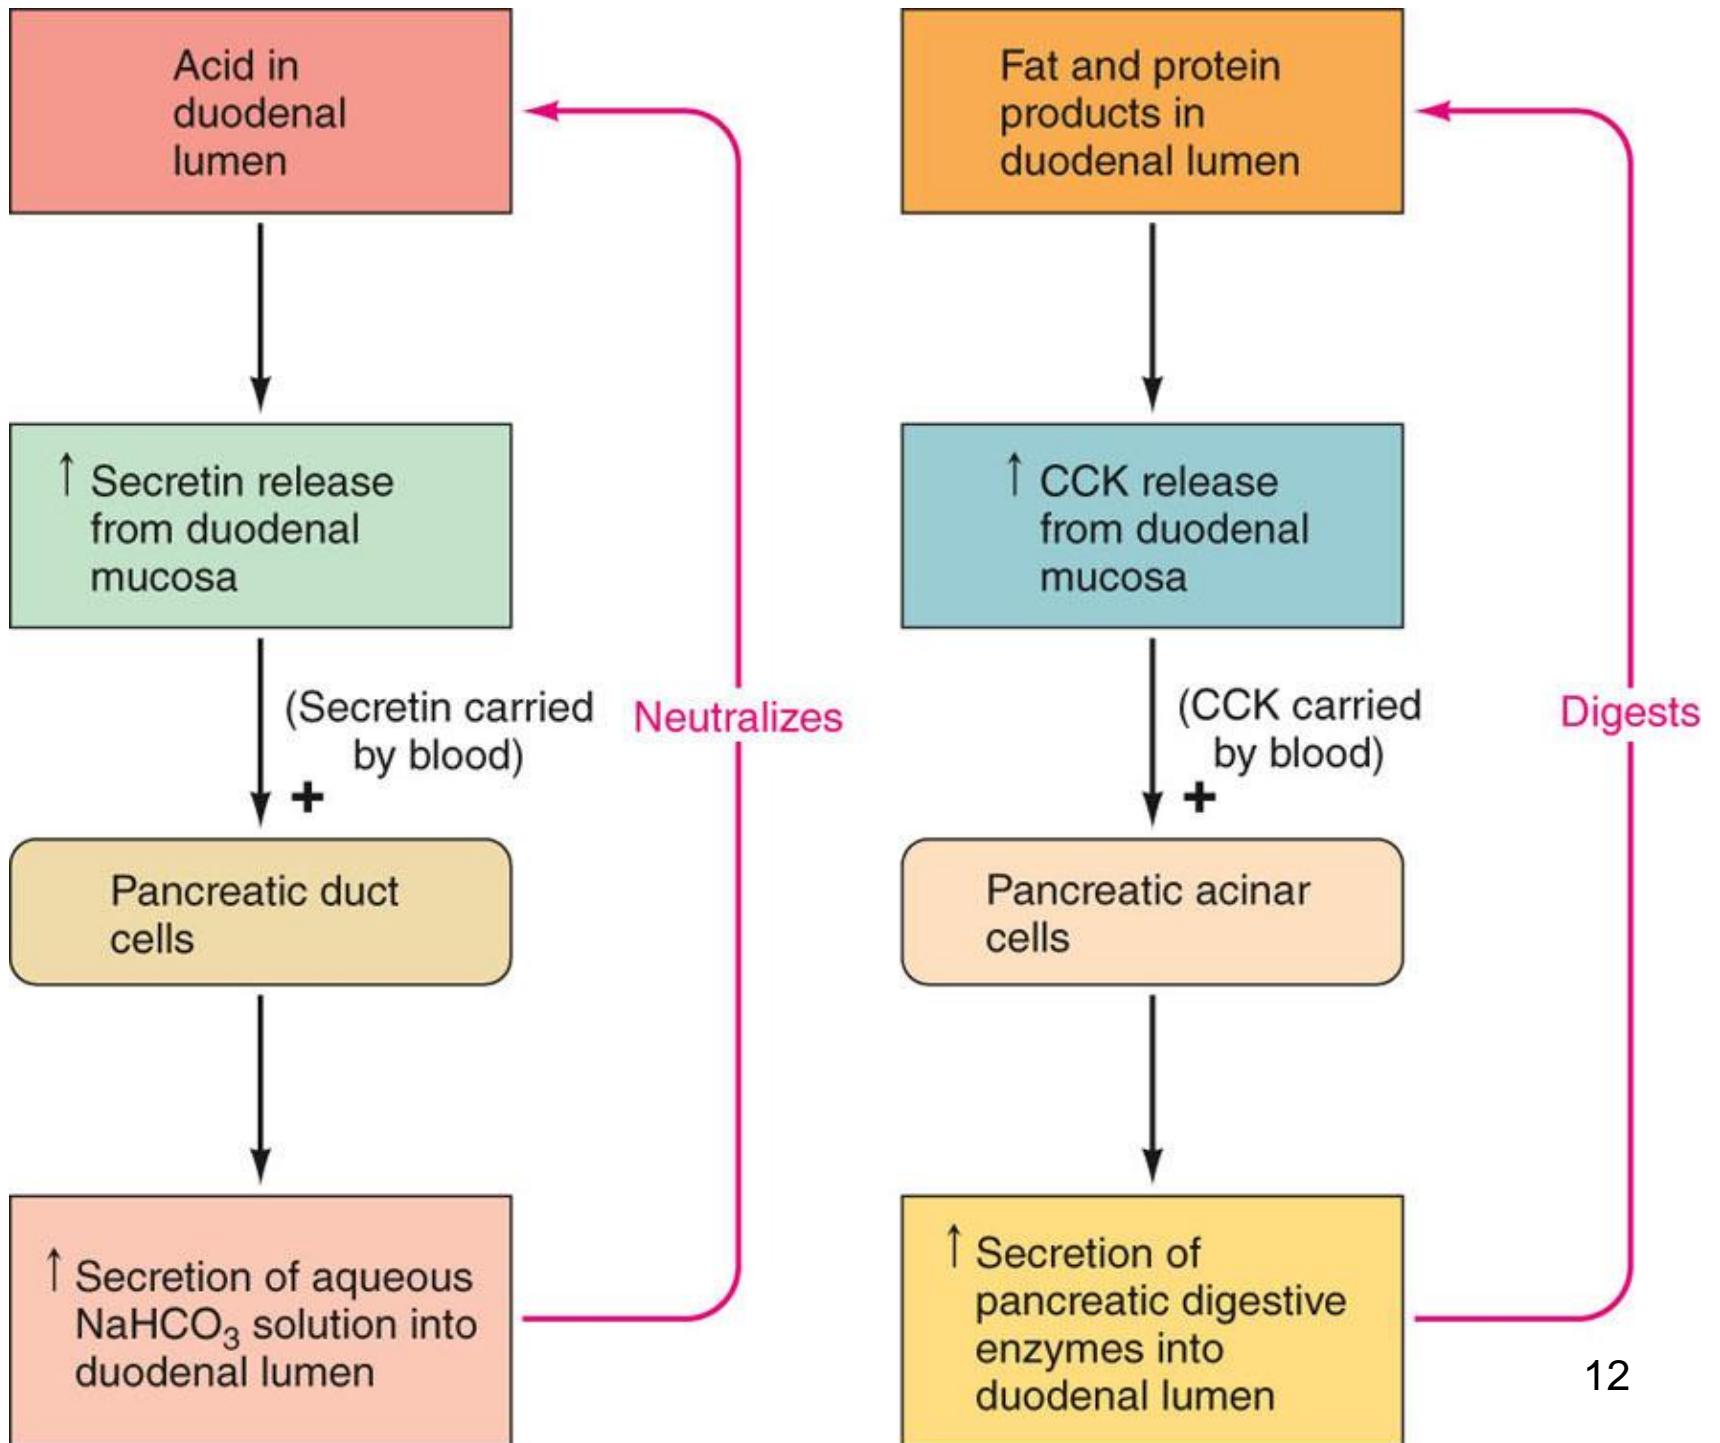 Acid in
duodenal
lumen
↑ Secretin release
from duodenal
mucosa
(Secretin carried
by blood)
+
Neutralizes
Pancreatic duct
cells
↑ Secretion of aqueous
NaHCO₃ solution into
duodenal lumen
Fat and protein
products in
duodenal lumen
↑ CCK release
from duodenal
mucosa
(CCK carried
by blood)
+
Digests
Pancreatic acinar
cells
↑ Secretion of
pancreatic digestive
enzymes into
duodenal lumen
12